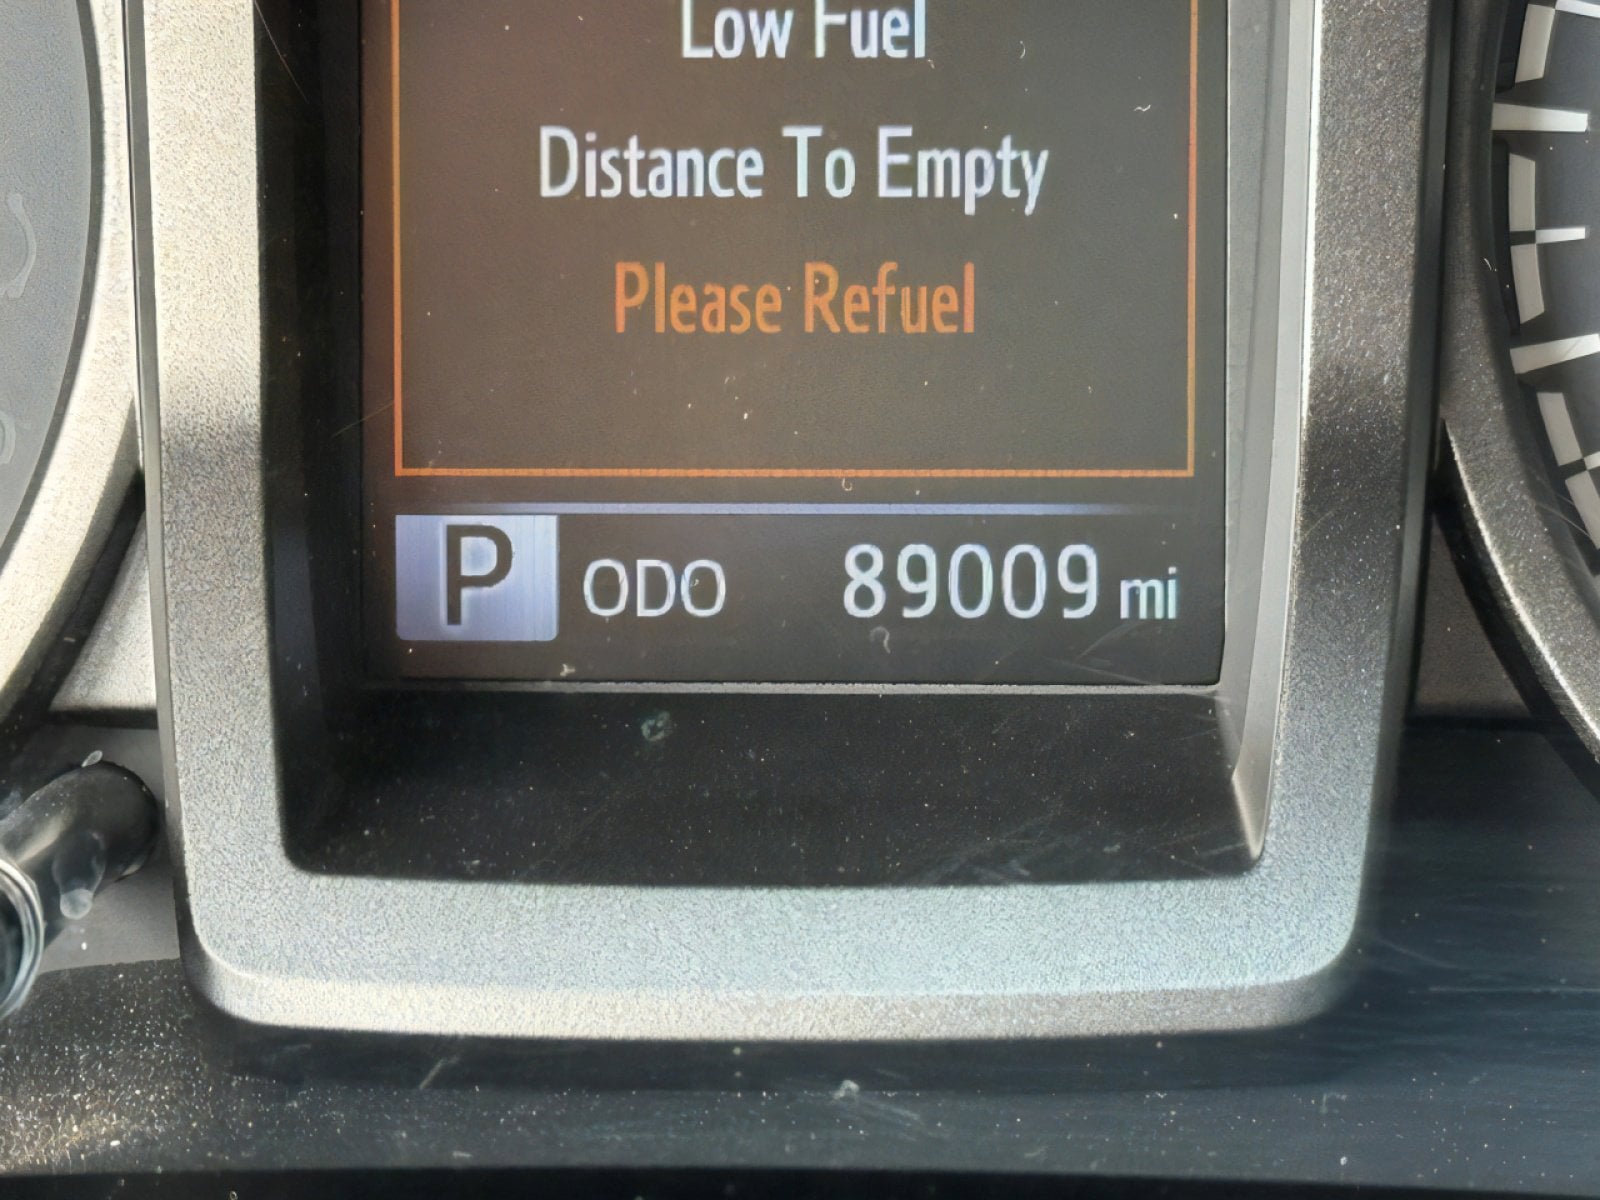 Low Fuel
Distance To Empty
Please Refuel
P ODO 89009 mi